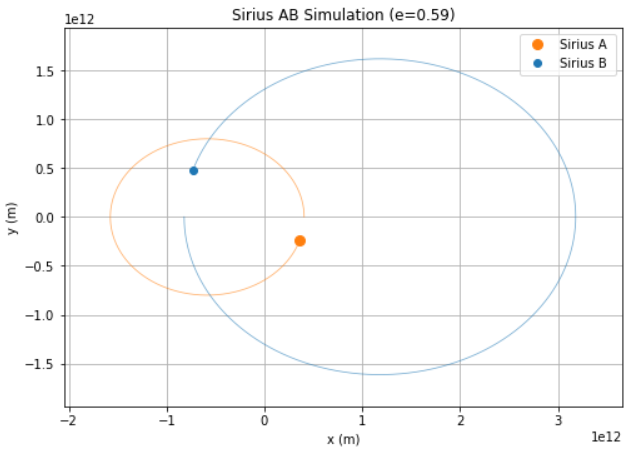 Sirius AB Simulation (e=0.59)
1e12
Sirius A
Sirius B
1.5
1.0
0.5
0.0
−0.5
−1.0
−1.5
y (m)
−2
−1
0
1
2
3
x (m)
1e12